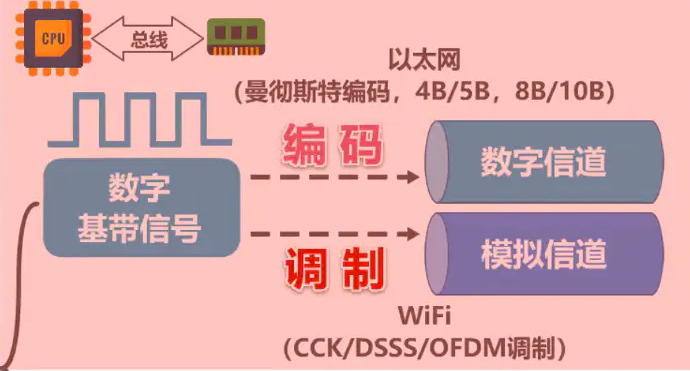 CPU
总线
以太网
（曼彻斯特编码，4B/5B，8B/10B）
编码
数字信道
数字
基带信号
调制
模拟信道
WiFi
（CCK/DSSS/OFDM调制）